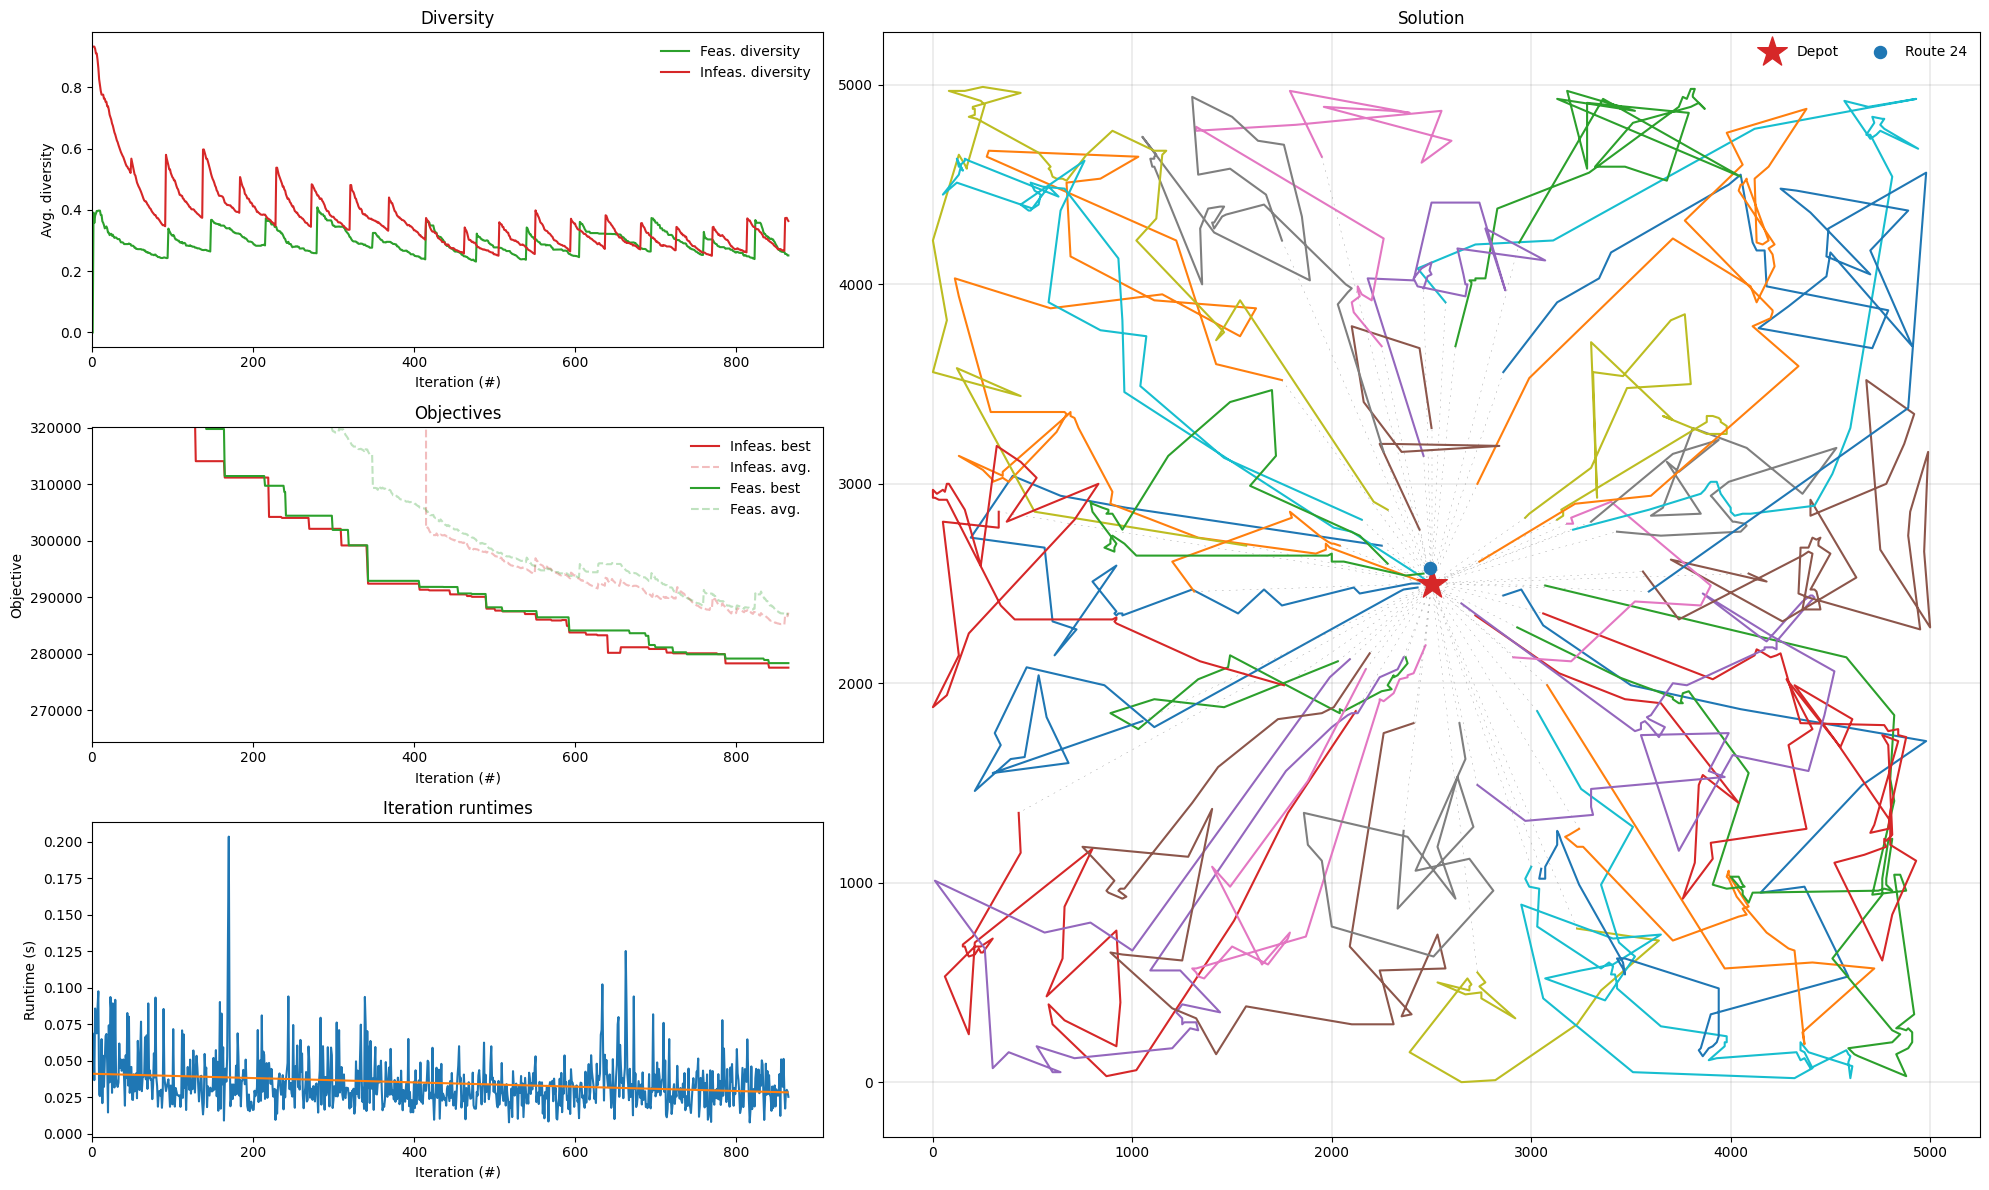 Diversity
Feas. diversity
Infeas. diversity
Avg. diversity
0.8
0.6
0.4
0.2
0.0
0 200 400 600 800
Iteration (#)
Objectives
Infeas. best
Infeas. avg.
Feas. best
Feas. avg.
Objective
320000
310000
300000
290000
280000
270000
0 200 400 600 800
Iteration (#)
Iteration runtimes
Runtime (s)
0.200
0.175
0.150
0.125
0.100
0.075
0.050
0.025
0.000
0 200 400 600 800
Iteration (#)
Solution
Depot Route 24
5000
4000
3000
2000
1000
0
0 1000 2000 3000 4000 5000